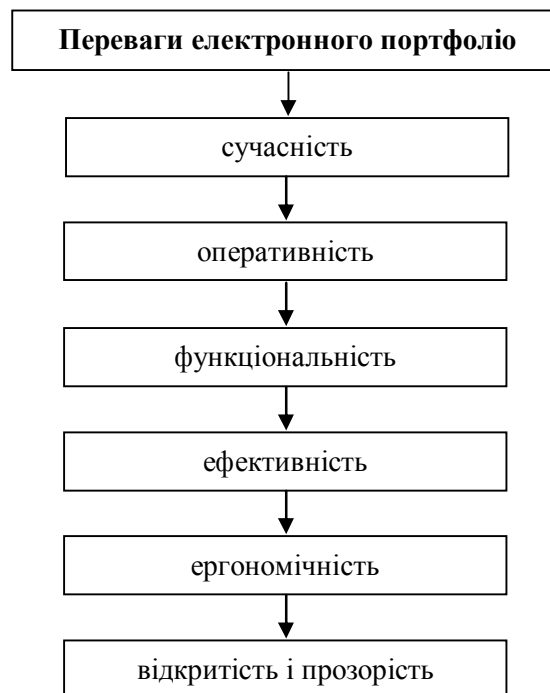 Переваги електронного портфоліо
сучасність
оперативність
функціональність
ефективність
ергономічність
відкритість і прозорість